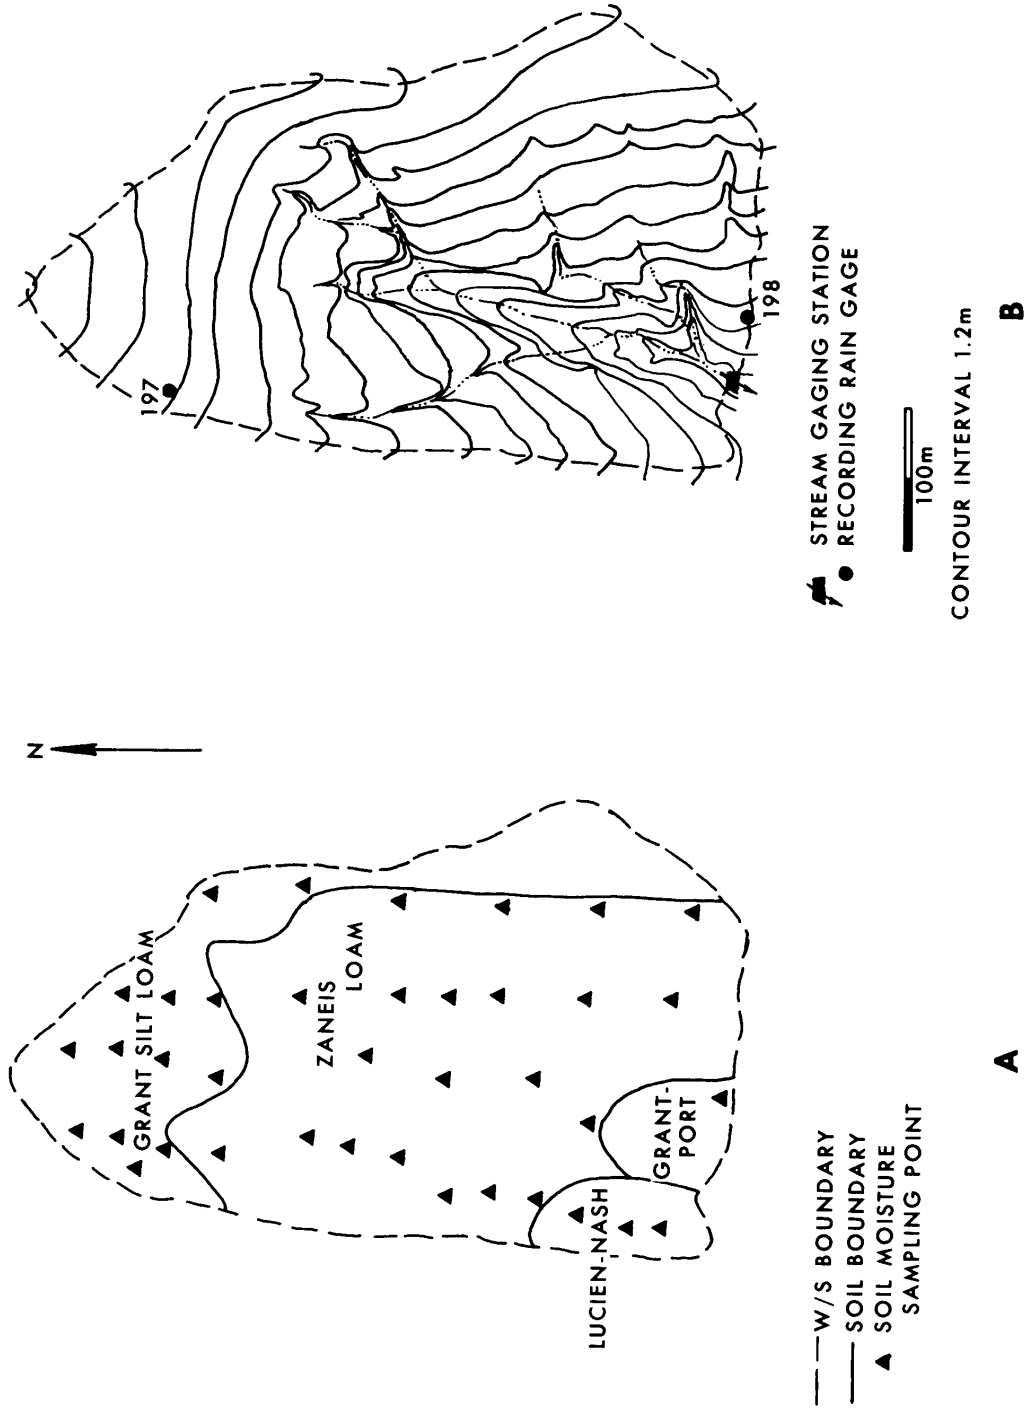 GRANT SILT LOAM
ZANEIS
LOAM
GRANT-
PORT
LUCIEN-NASH
W/S BOUNDARY
SOIL BOUNDARY
SOIL MOISTURE
SAMPLING POINT
A
N
197
198
STREAM GAGING STATION
RECORDING RAIN GAGE
100m
CONTOUR INTERVAL 1.2m
B